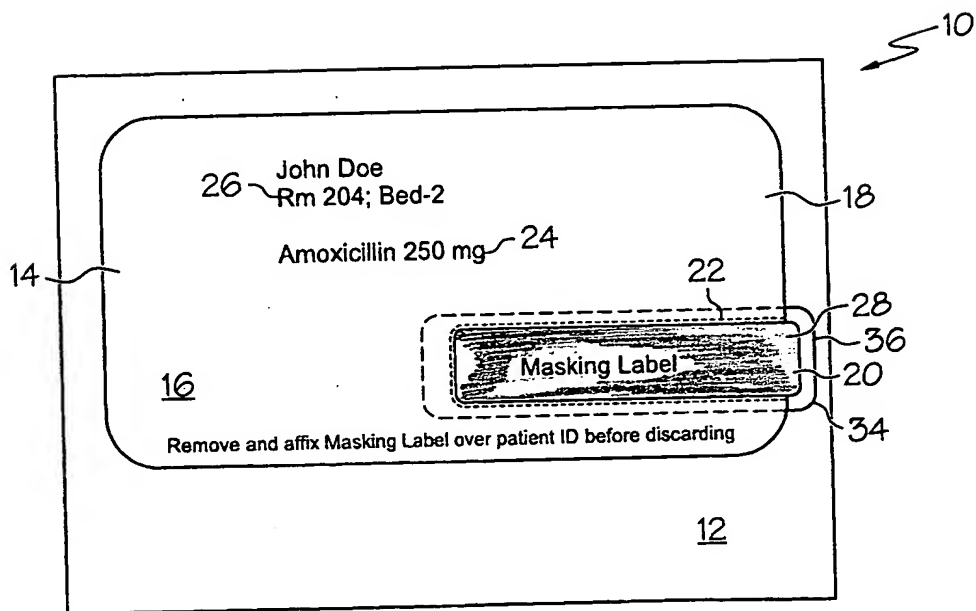 10
John Doe
26 Rm 204; Bed-2
18
Amoxicillin 250 mg 24
14
22
28
36
Masking Label
20
16
34
Remove and affix Masking Label over patient ID before discarding
12